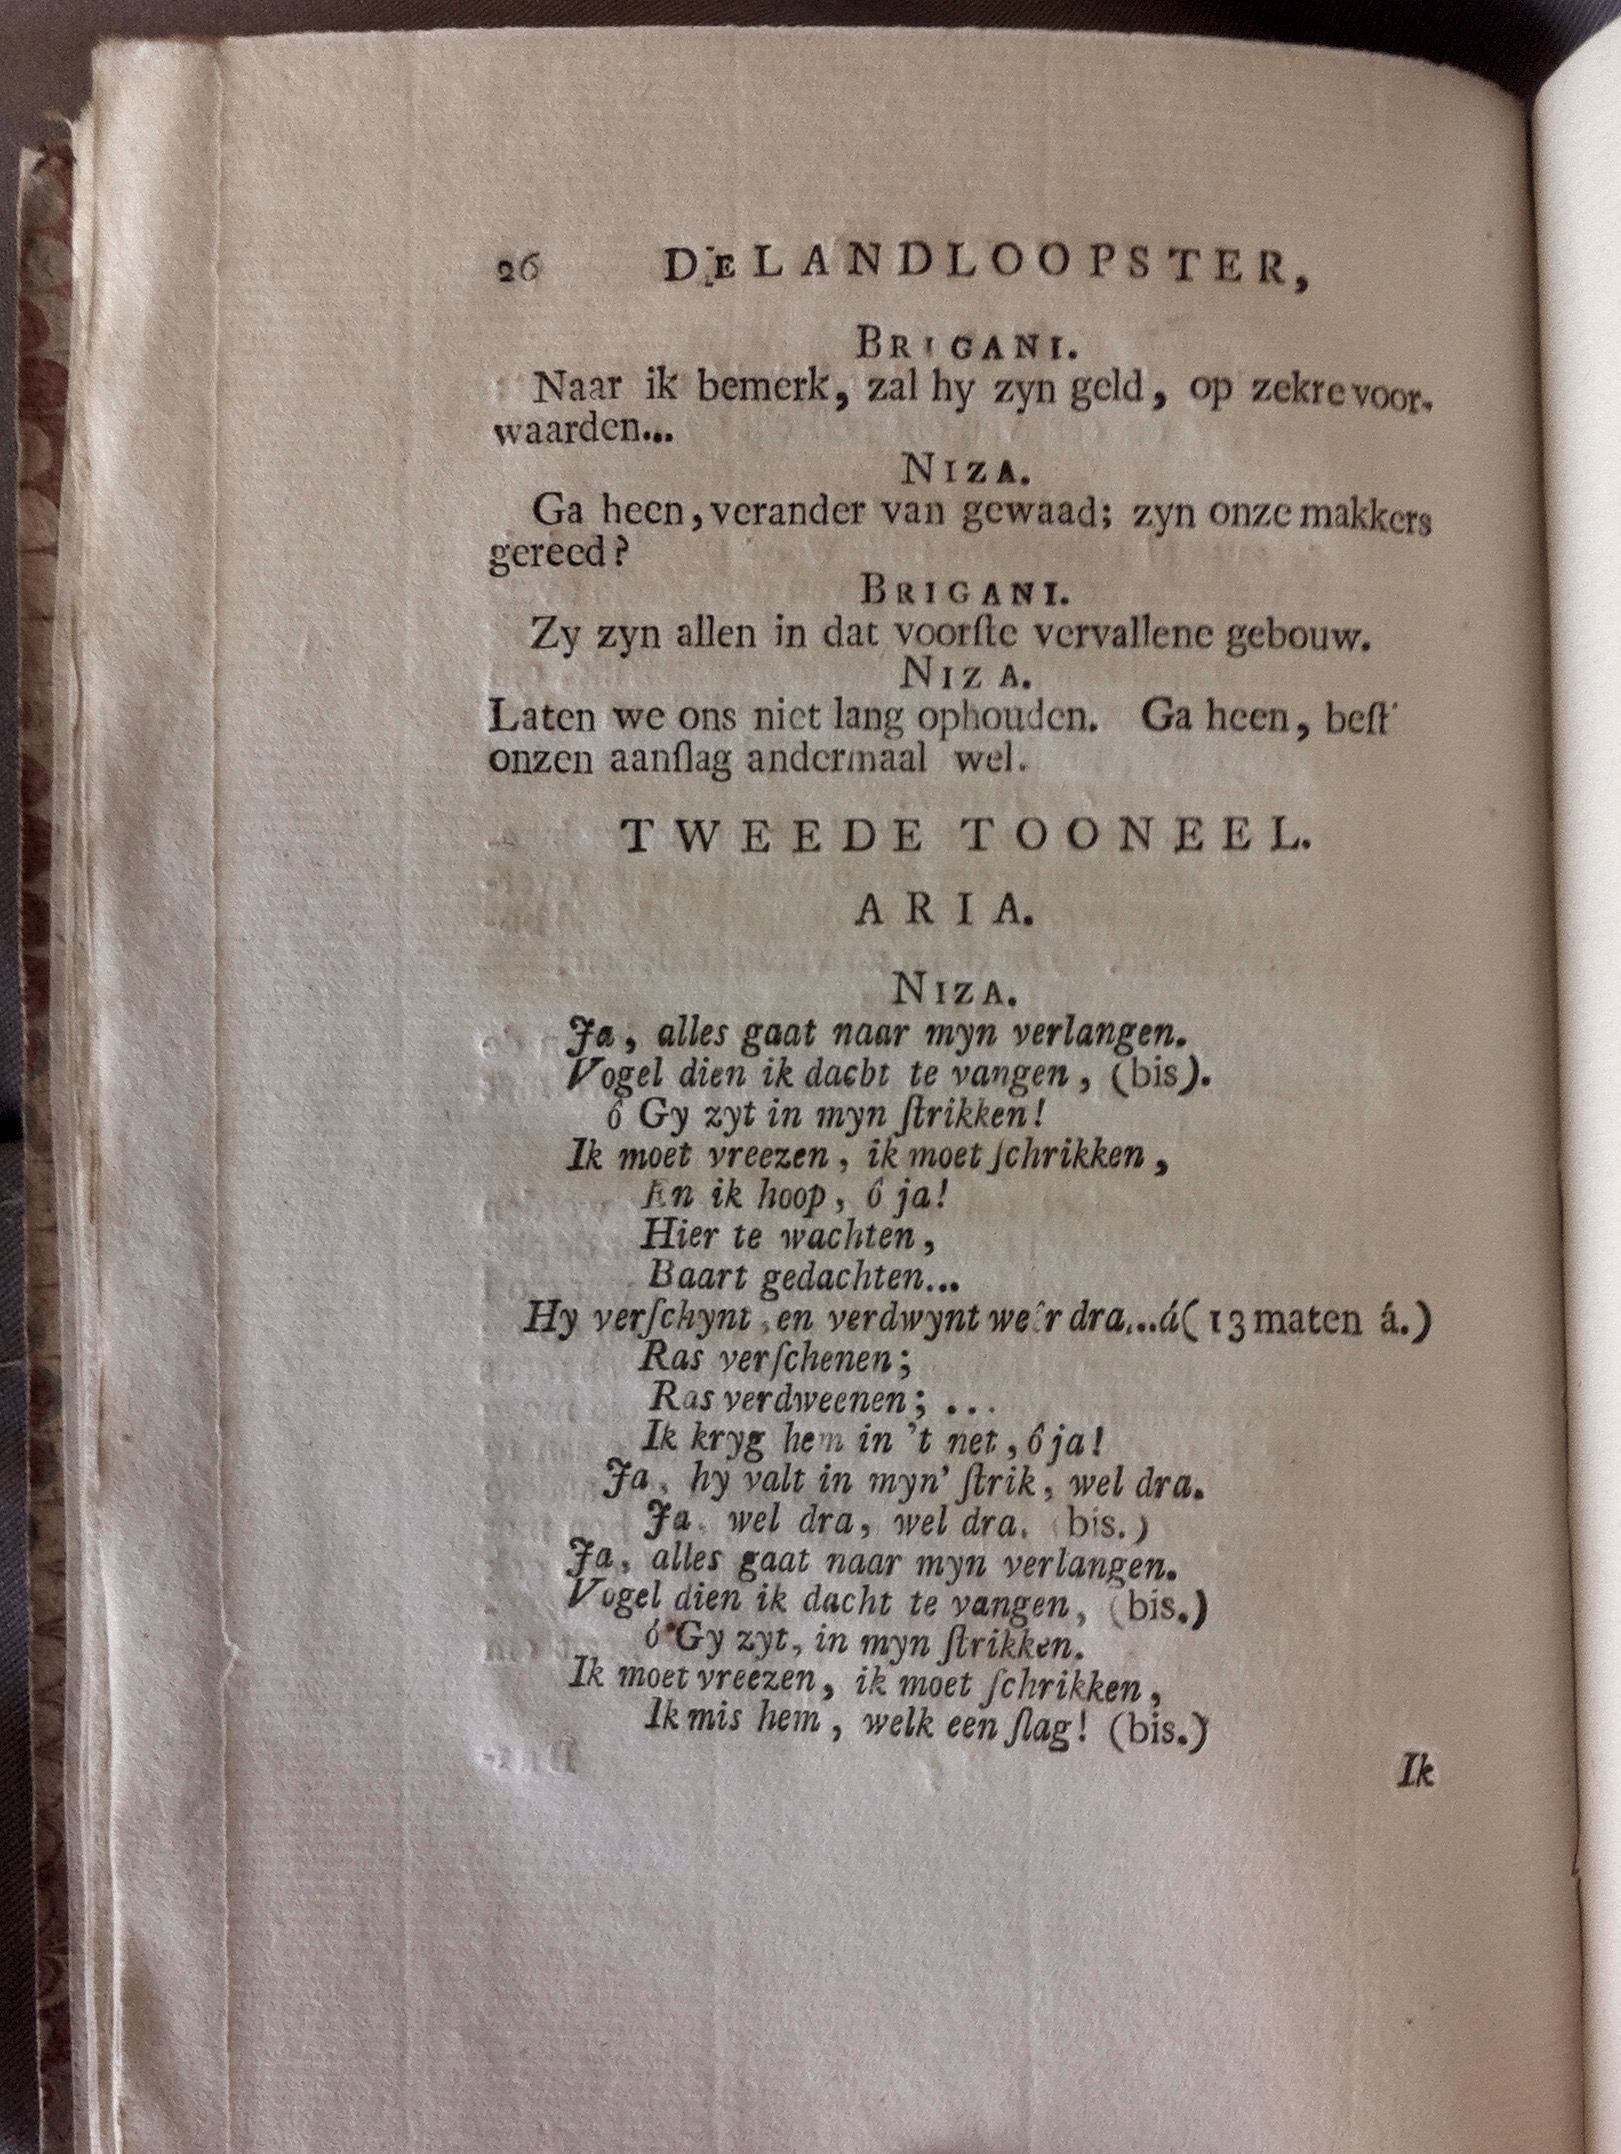 26 DE LANDLOOPSTER,
BRIGANI.
Naar ik bemerk, zal hy zyn geld, op zekre voor-
waarden...
NIZA.
Ga heen, verander van gewaad; zyn onze makkers
gereed?
BRIGANI.
Zy zyn allen in dat voorſte vervallene gebouw.
NIZA.
Laten we ons niet lang ophouden. Ga heen, beſt'
onzen aanſlag andermaal wel.
TWEEDE TOONEEL.
ARIA.
NIZA.
Ja, alles gaat naar myn verlangen.
Vogel dien ik dacbt te vangen, (bis).
ô Gy zyt in myn ſtrikken!
Ik moet vreezen, ik moet ſchrikken,
En ik hoop, ô ja!
Hier te wachten,
Baart gedachten...
Hy verſchynt, en verdwynt weêr dra...á (13 maten á.)
Ras verſchenen;
Ras verdweenen; ...
Ik kryg hem in 't net, ô ja!
Ja, hy valt in myn' ſtrik, wel dra.
Ja, wel dra, wel dra. (bis.)
Ja, alles gaat naar myn verlangen.
Vogel dien ik dacht te vangen, (bis.)
ó Gy zyt, in myn ſtrikken.
Ik moet vreezen, ik moet ſchrikken,
Ik mis hem, welk een ſlag! (bis.)
Ik